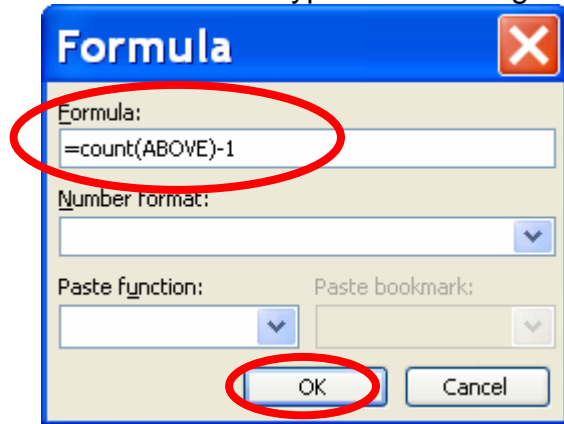 Formula
Formula:
=count(ABOVE)-1
Number format:
Paste function: Paste bookmark:
OK Cancel